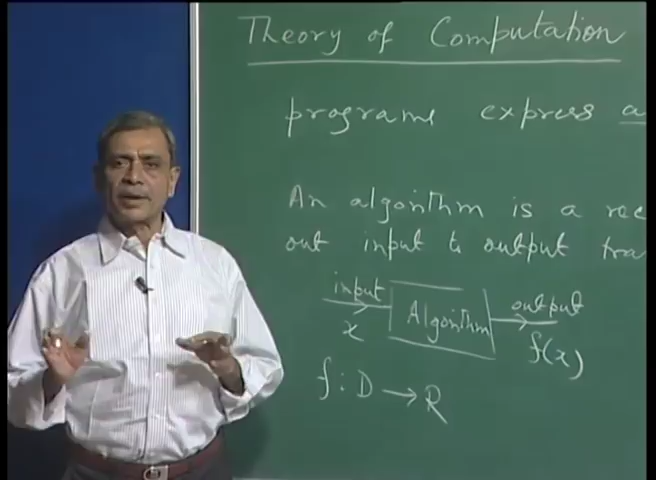 Theory of Computation
programs express a
An algorithm is a rec
out input to output tra
input Algorithm output
x f(x)
f : D → R